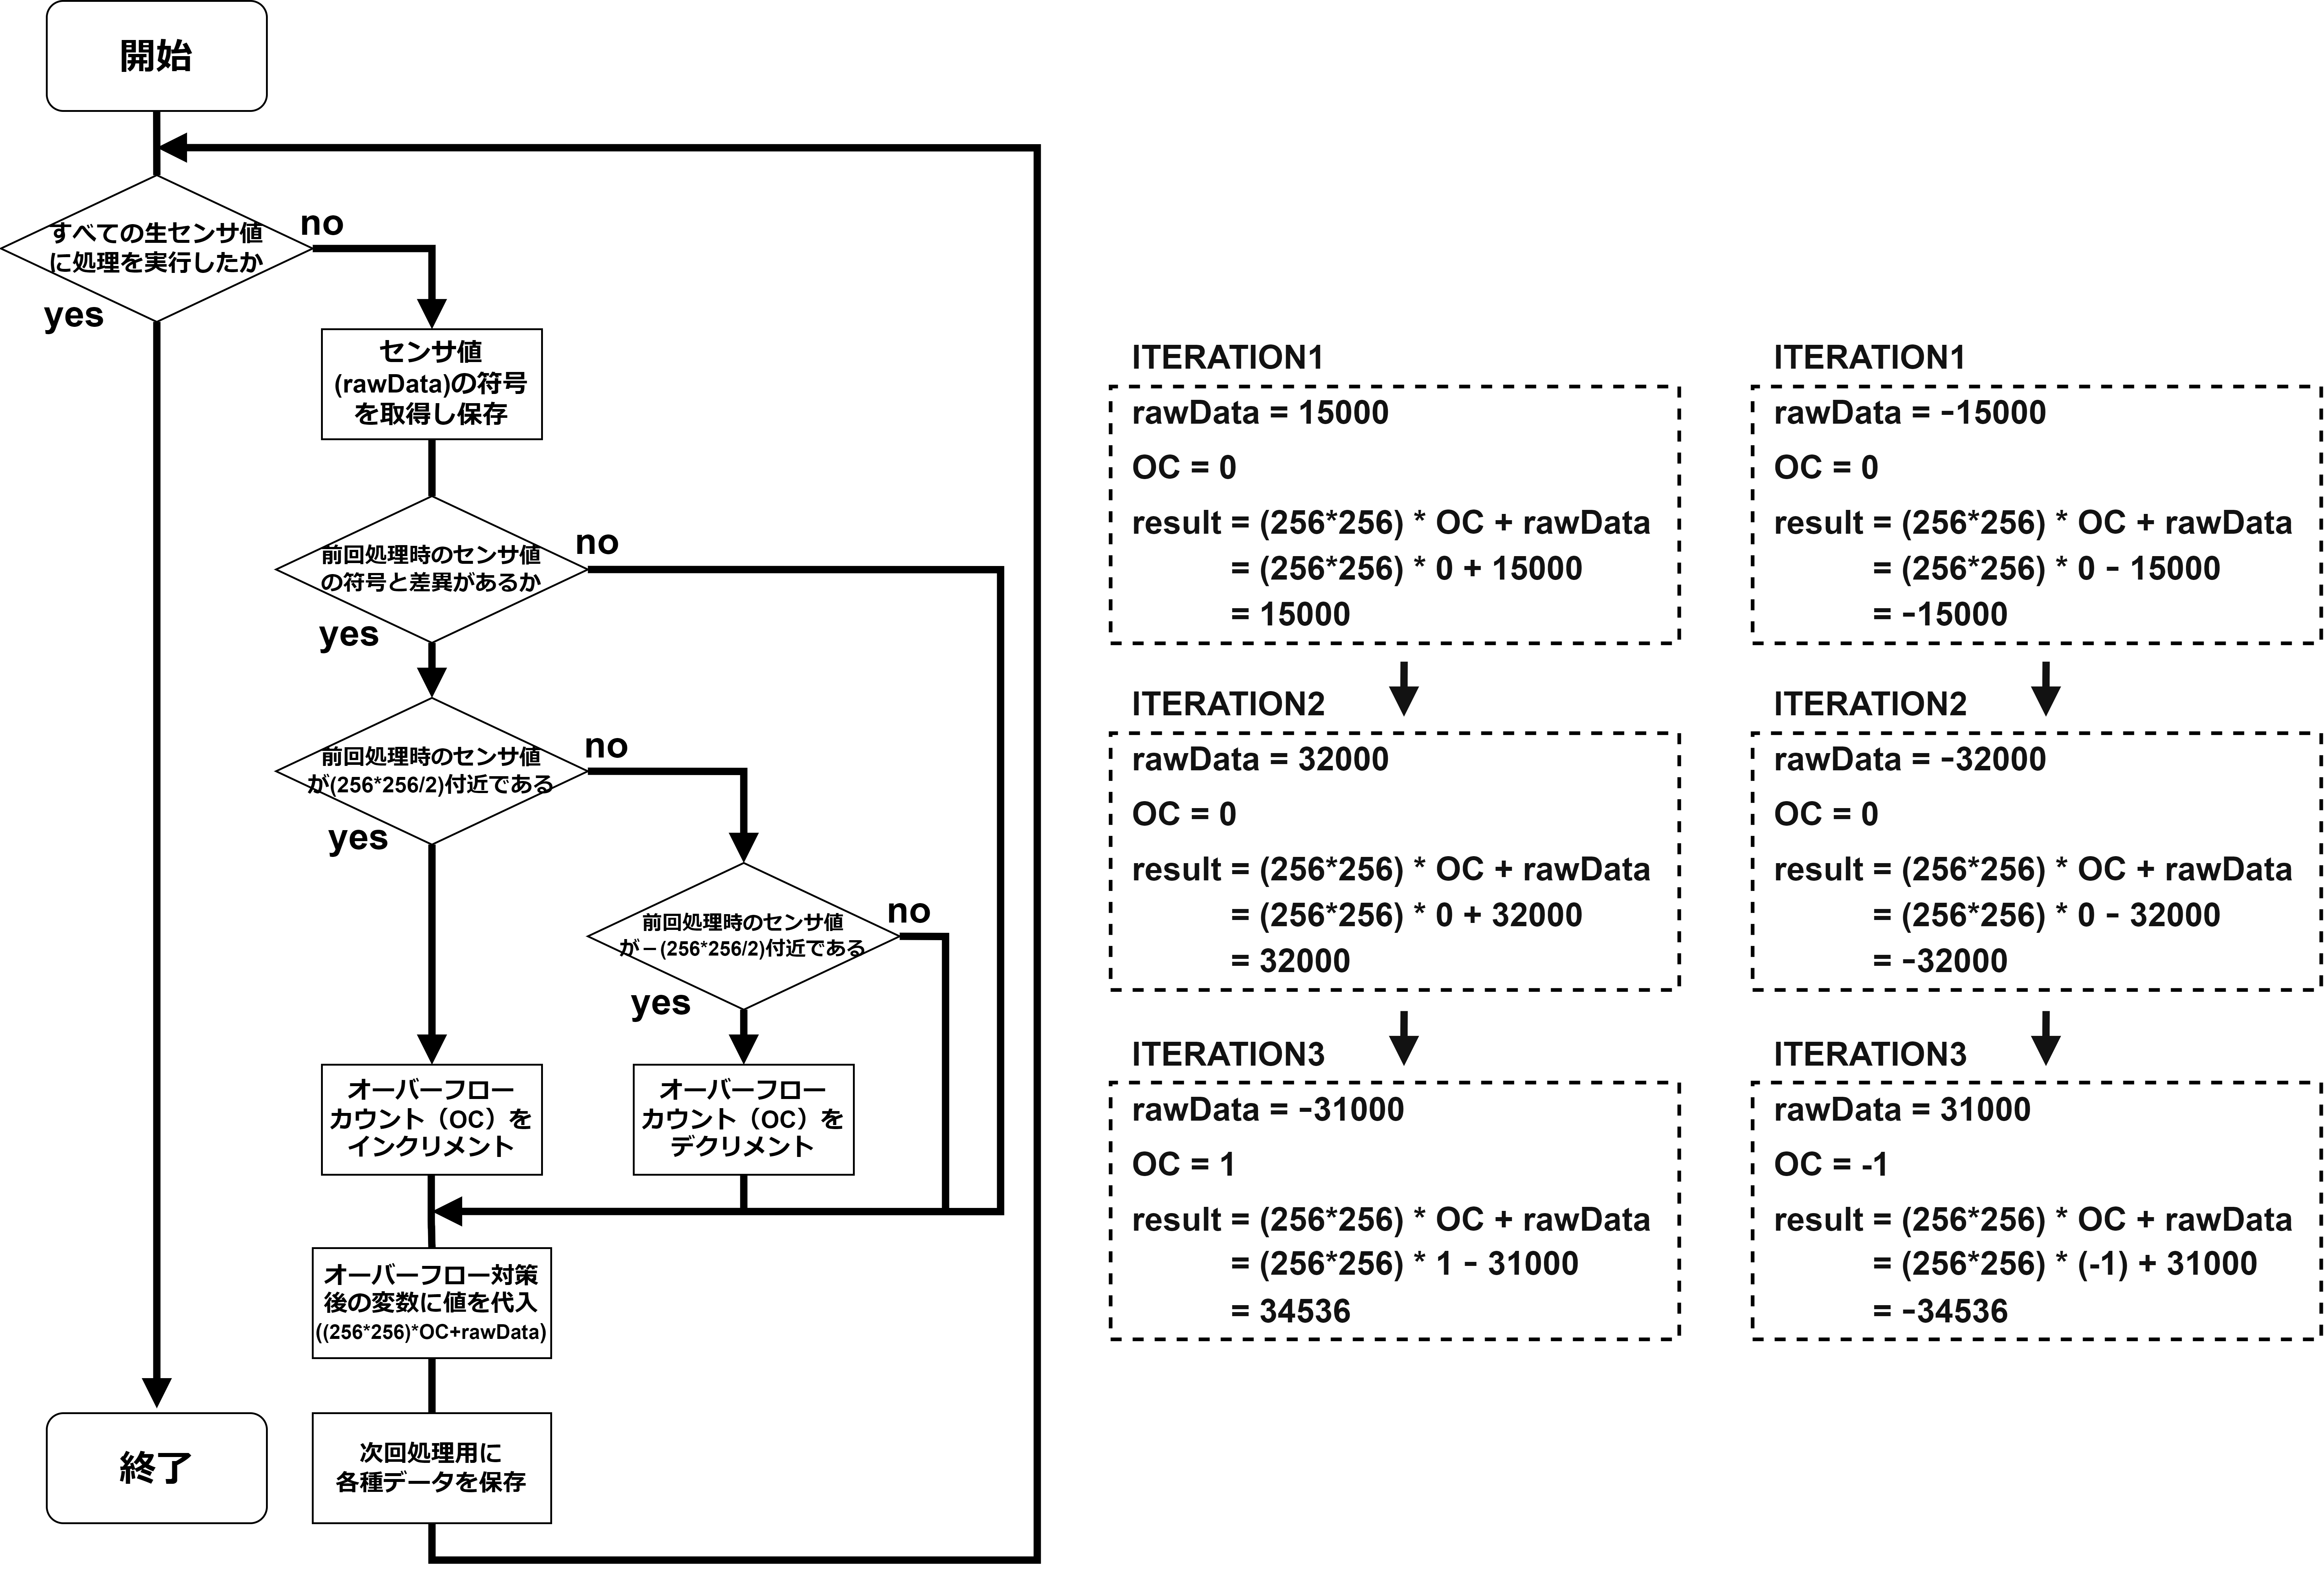 開始
すべての生センサ値
に処理を実行したか
no
yes
センサ値
(rawData)の符号
を取得し保存
前回処理時のセンサ値
の符号と差異があるか
no
yes
前回処理時のセンサ値
が(256*256/2)付近である
no
yes
前回処理時のセンサ値
が－(256*256/2)付近である
no
yes
オーバーフロー
カウント（OC）を
インクリメント
オーバーフロー
カウント（OC）を
デクリメント
オーバーフロー対策
後の変数に値を代入
((256*256)*OC+rawData)
次回処理用に
各種データを保存
終了
ITERATION1
rawData = 15000
OC = 0
result = (256*256) * OC + rawData
= (256*256) * 0 + 15000
= 15000
ITERATION2
rawData = 32000
OC = 0
result = (256*256) * OC + rawData
= (256*256) * 0 + 32000
= 32000
ITERATION3
rawData = -31000
OC = 1
result = (256*256) * OC + rawData
= (256*256) * 1 - 31000
= 34536
ITERATION1
rawData = -15000
OC = 0
result = (256*256) * OC + rawData
= (256*256) * 0 - 15000
= -15000
ITERATION2
rawData = -32000
OC = 0
result = (256*256) * OC + rawData
= (256*256) * 0 - 32000
= -32000
ITERATION3
rawData = 31000
OC = -1
result = (256*256) * OC + rawData
= (256*256) * (-1) + 31000
= -34536